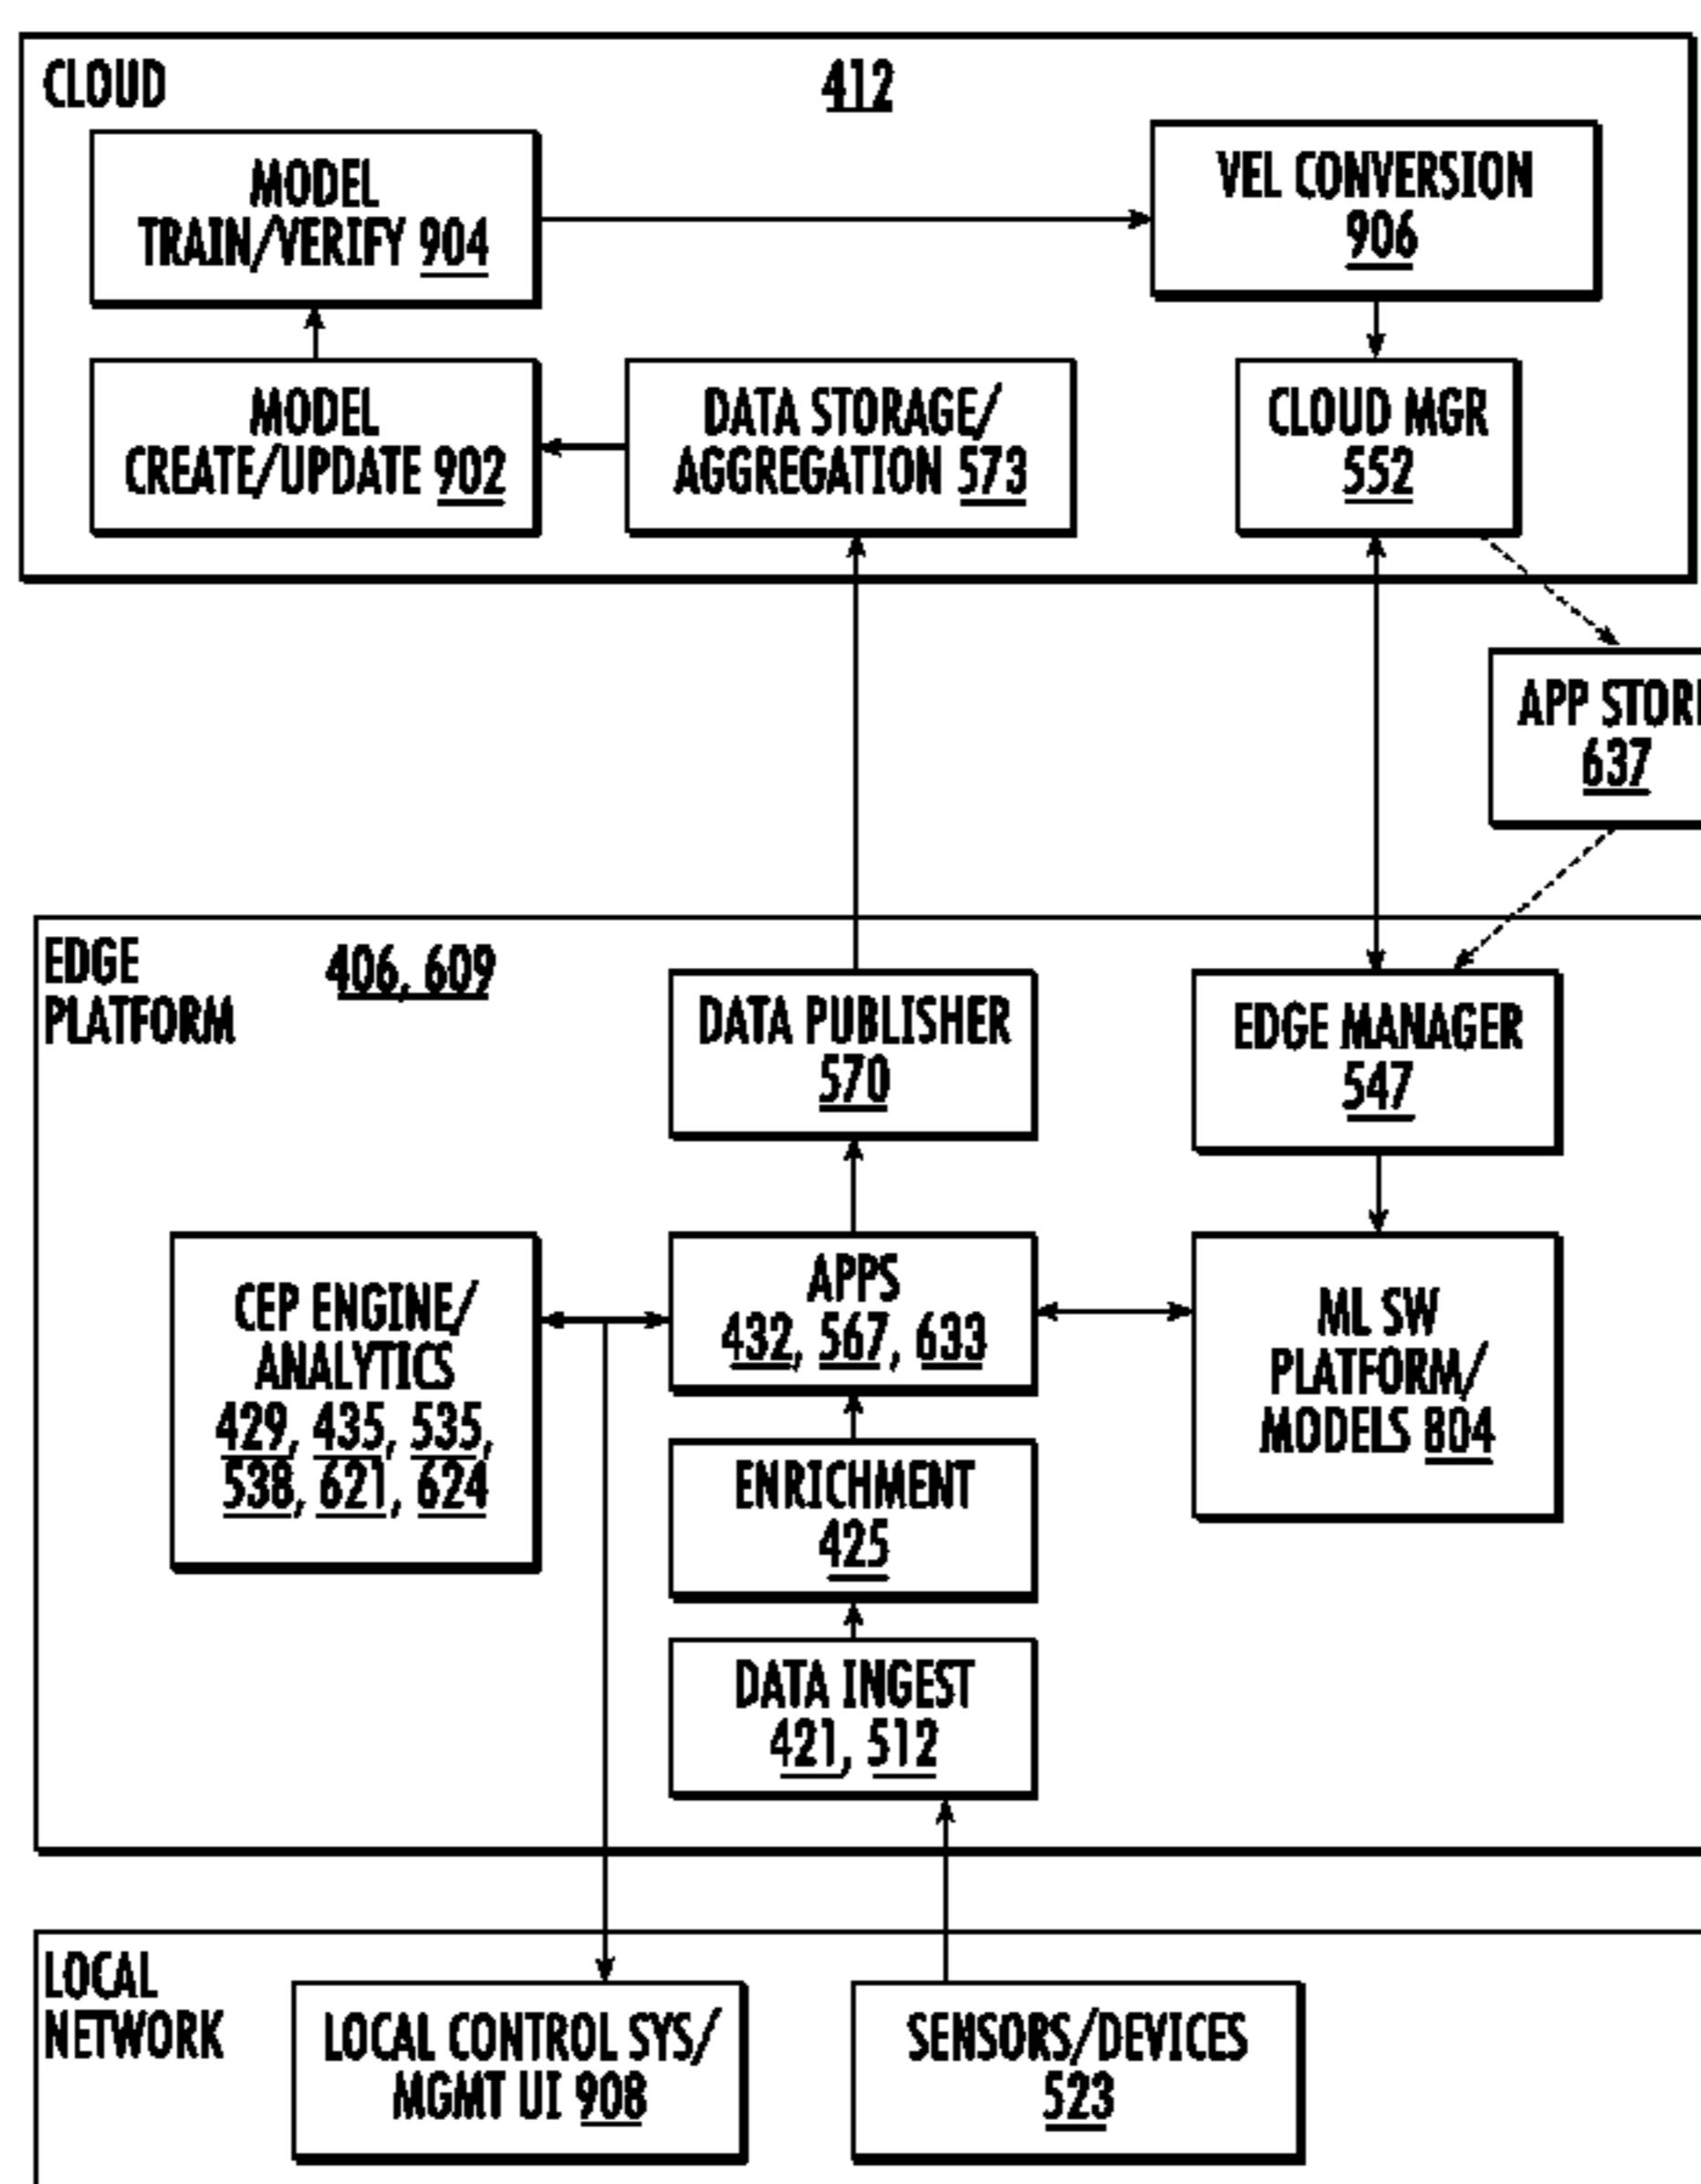 CLOUD
412
MODEL
TRAIN/VERIFY 904
VEL CONVERSION
906
MODEL
CREATE/UPDATE 902
DATA STORAGE/
AGGREGATION 573
CLOUD MGR
552
APP STOR
637
EDGE
PLATFORM
406, 609
DATA PUBLISHER
570
EDGE MANAGER
547
CEP ENGINE/
ANALYTICS
429, 435, 535,
538, 621, 624
APPS
432, 567, 633
ML SW
PLATFORM/
MODELS 804
ENRICHMENT
425
DATA INGEST
421, 512
LOCAL
NETWORK
LOCAL CONTROL SYS/
MGMT UI 908
SENSORS/DEVICES
523